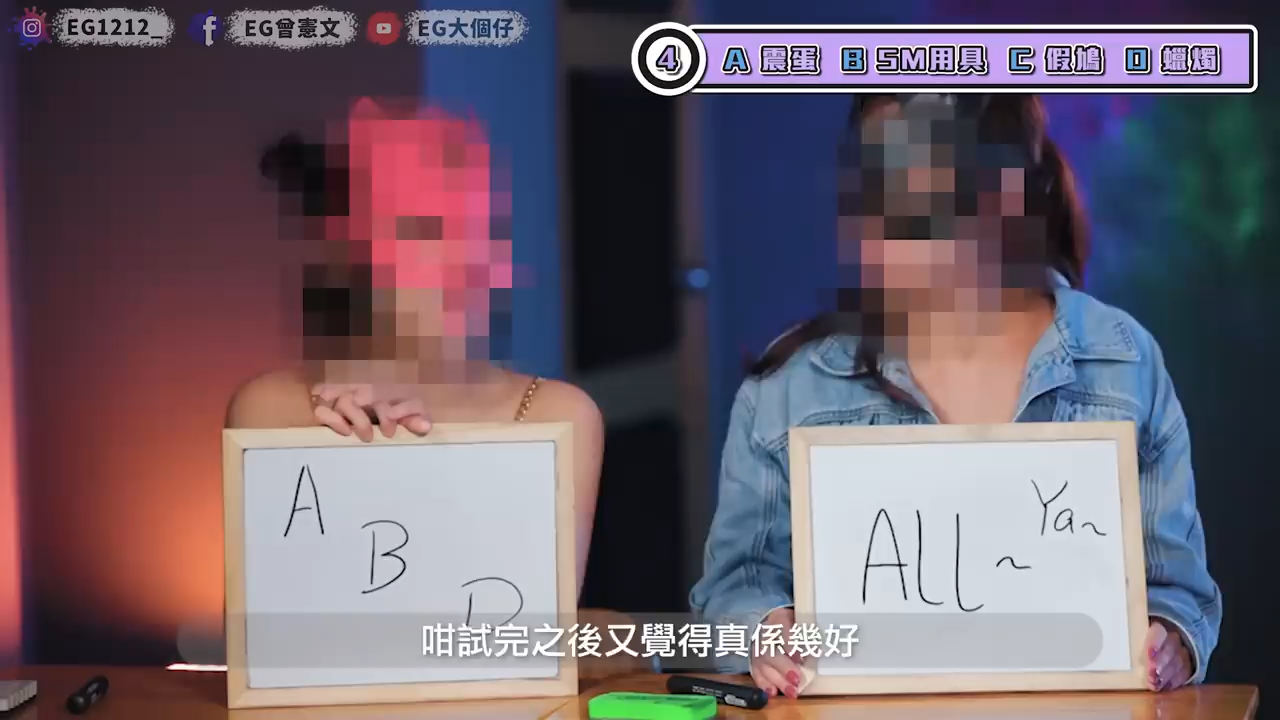 EG1212_
EG曾憲文
EG大個仔
4 A 震蛋 B SM用具 C 假鳩 D 蠟燭
A
B
D
Ya~
ALL~
咁試完之後又覺得真係幾好